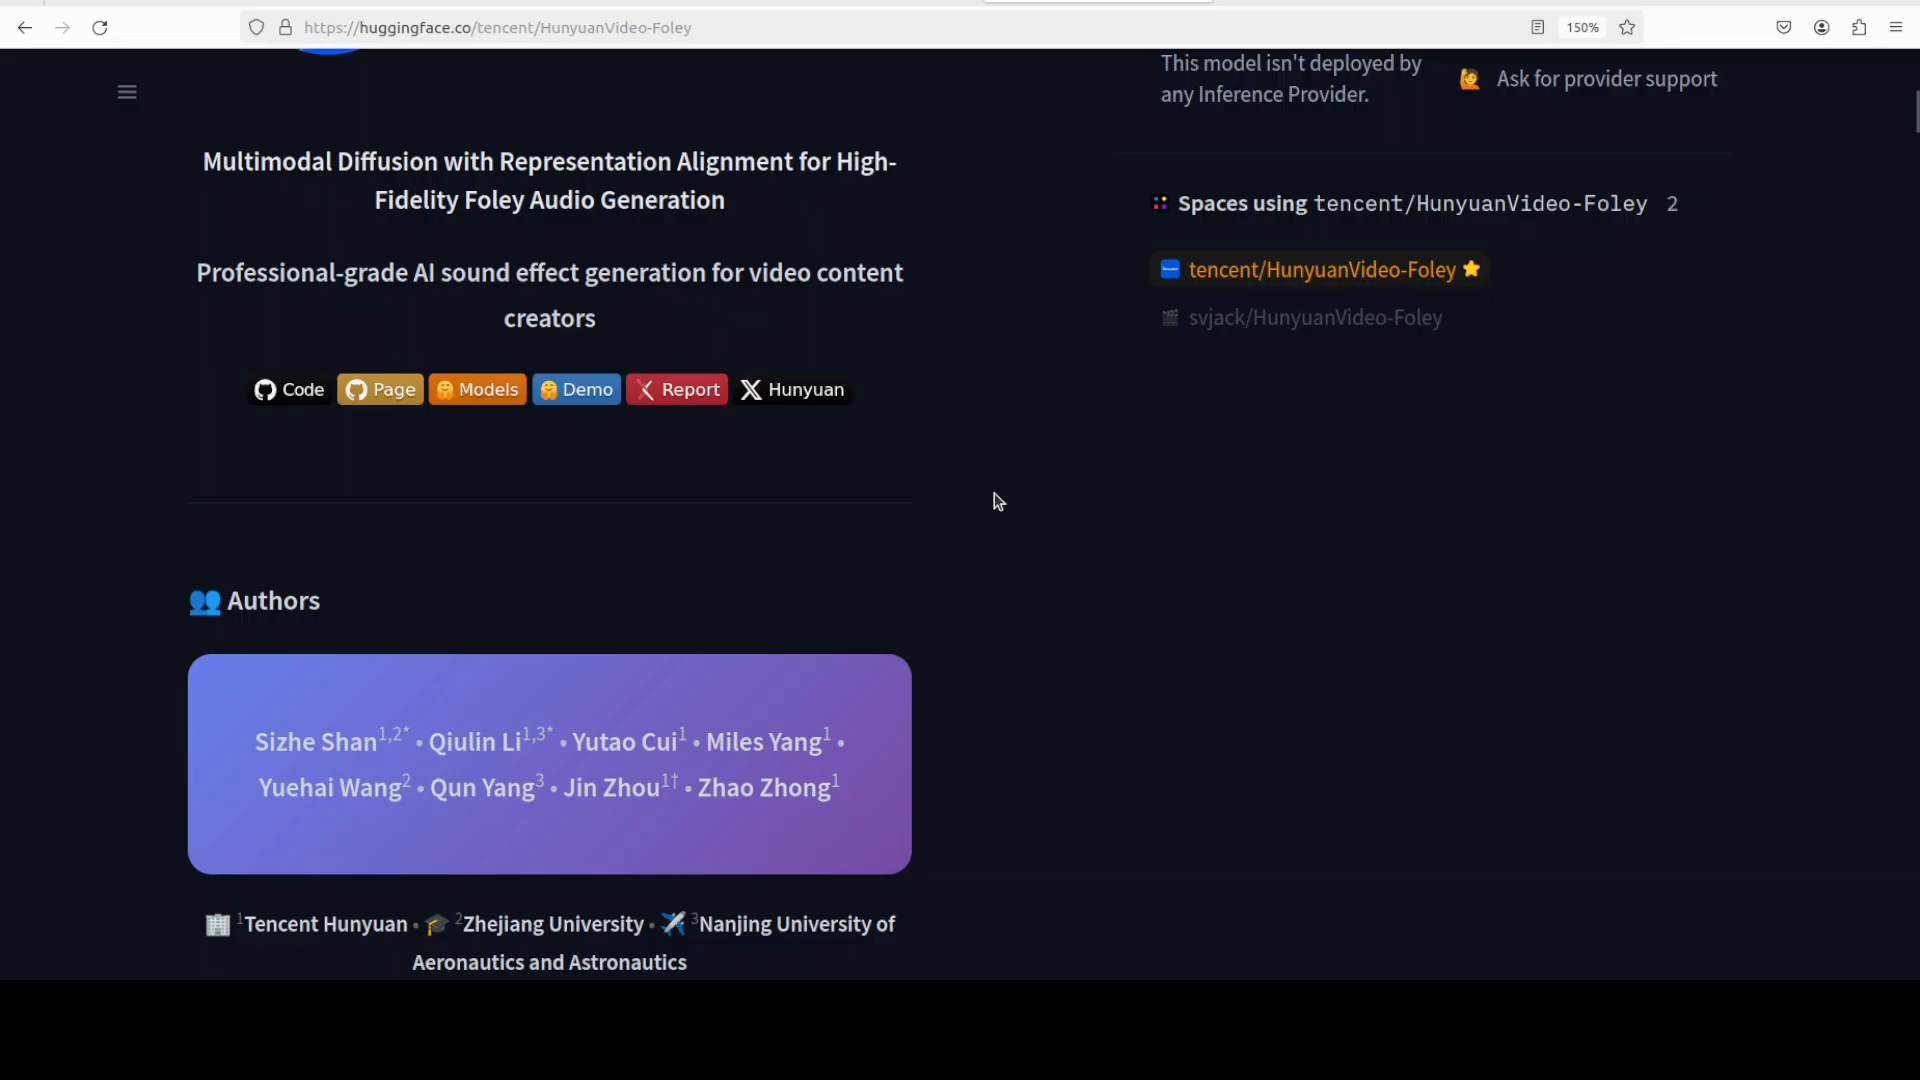 https://huggingface.co/tencent/HunyuanVideo-Foley
150%
This model isn't deployed by
any Inference Provider.
Ask for provider support
Multimodal Diffusion with Representation Alignment for High-
Fidelity Foley Audio Generation
Professional-grade AI sound effect generation for video content
creators
Code Page Models Demo Report Hunyuan
Spaces using tencent/HunyuanVideo-Foley 2
tencent/HunyuanVideo-Foley
svjack/HunyuanVideo-Foley
Authors
Sizhe Shan1,2* • Qiulin Li1,3* • Yutao Cui1 • Miles Yang1 •
Yuehai Wang2 • Qun Yang3 • Jin Zhou1† • Zhao Zhong1
1Tencent Hunyuan • 2Zhejiang University • 3Nanjing University of
Aeronautics and Astronautics